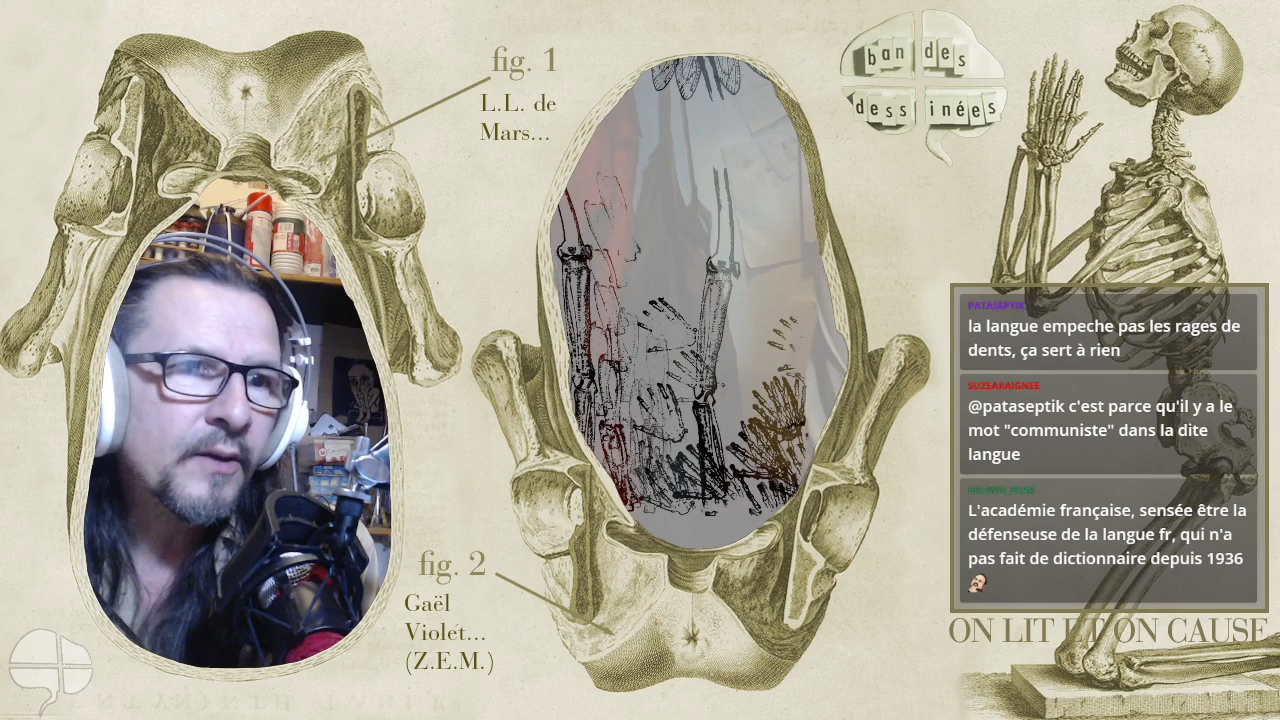 fig. 1
L.L. de
Mars...
ban des
dess inées
PATASEPTIK
la langue empeche pas les rages de
dents, ça sert à rien
SUZEARAIGNEE
@pataseptik c'est parce qu'il y a le
mot "communiste" dans la dite
langue
L'académie française, sensée être la
défenseuse de la langue fr, qui n'a
pas fait de dictionnaire depuis 1936
fig. 2
Gaël
Violét...
(Z.E.M.)
ON LIT ET ON CAUSE